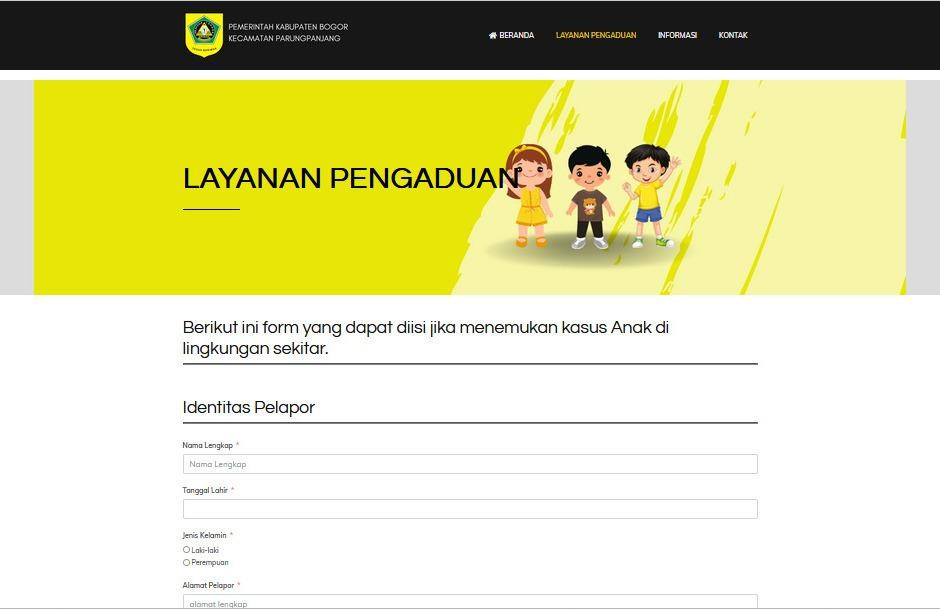 PEMERINTAH KABUPATEN BOGOR
KECAMATAN PARUNGPANJANG
BERANDA LAYANAN PENGADUAN INFORMASI KONTAK
LAYANAN PENGADUAN
Berikut ini form yang dapat diisi jika menemukan kasus Anak di
lingkungan sekitar.
Identitas Pelapor
Nama Lengkap *
Nama Lengkap
Tanggal Lahir *
Jenis Kelamin *
Laki-laki
Perempuan
Alamat Pelapor *
alamat lengkap